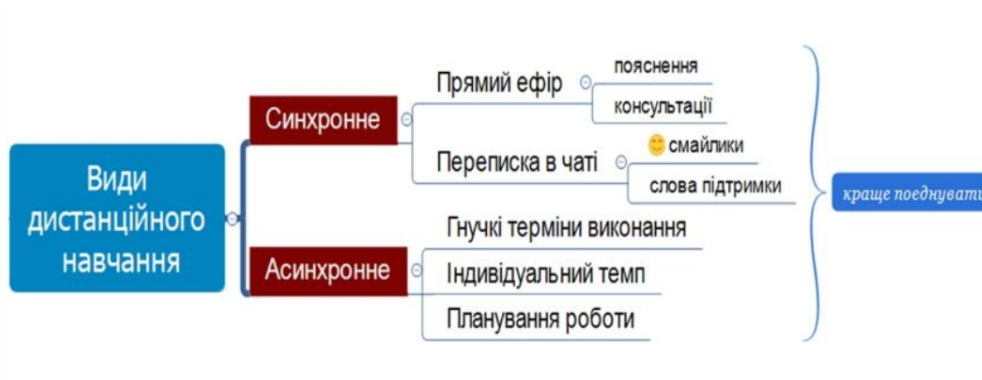 Види
дистанційного
навчання
Синхронне
Прямий ефір
пояснення
консультації
Переписка в чаті
😊 смайлики
слова підтримки
Асинхронне
Гнучкі терміни виконання
Індивідуальний темп
Планування роботи
краще поєднувати